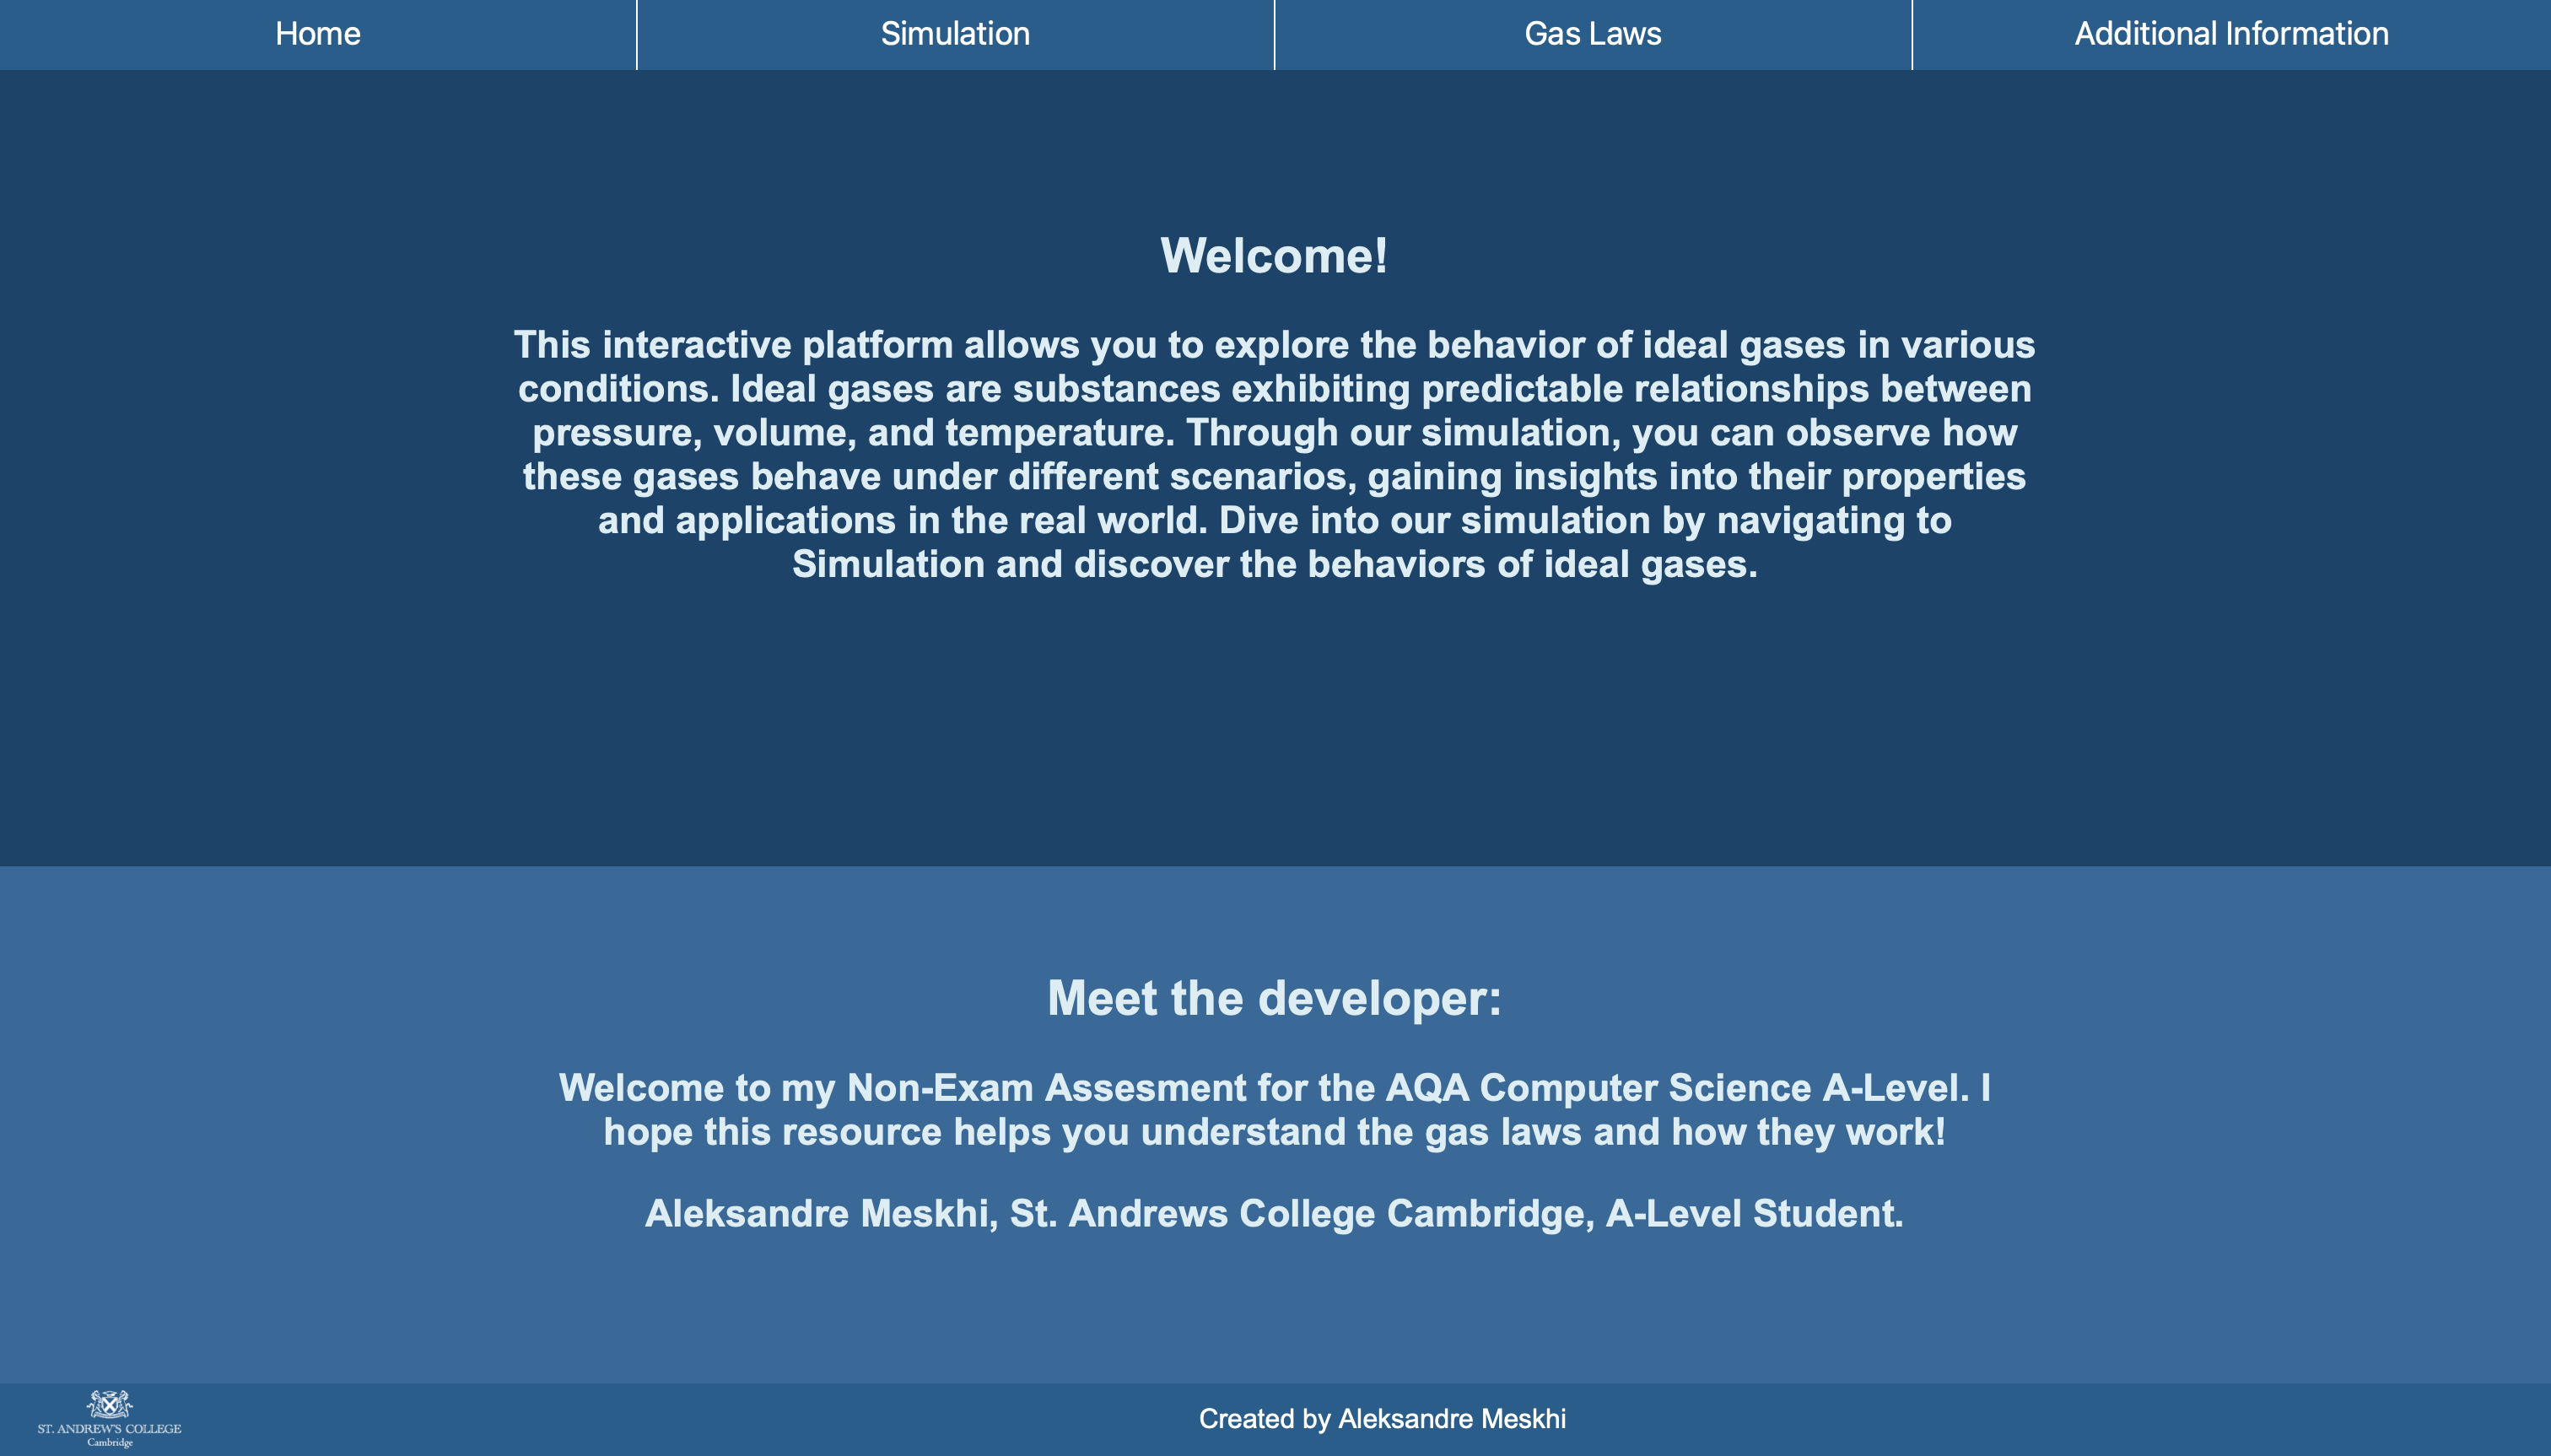 Home
Simulation
Gas Laws
Additional Information
Welcome!
This interactive platform allows you to explore the behavior of ideal gases in various
conditions. Ideal gases are substances exhibiting predictable relationships between
pressure, volume, and temperature. Through our simulation, you can observe how
these gases behave under different scenarios, gaining insights into their properties
and applications in the real world. Dive into our simulation by navigating to
Simulation and discover the behaviors of ideal gases.
Meet the developer:
Welcome to my Non-Exam Assesment for the AQA Computer Science A-Level. I
hope this resource helps you understand the gas laws and how they work!
Aleksandre Meskhi, St. Andrews College Cambridge, A-Level Student.
ST. ANDREW'S COLLEGE
Cambridge
Created by Aleksandre Meskhi